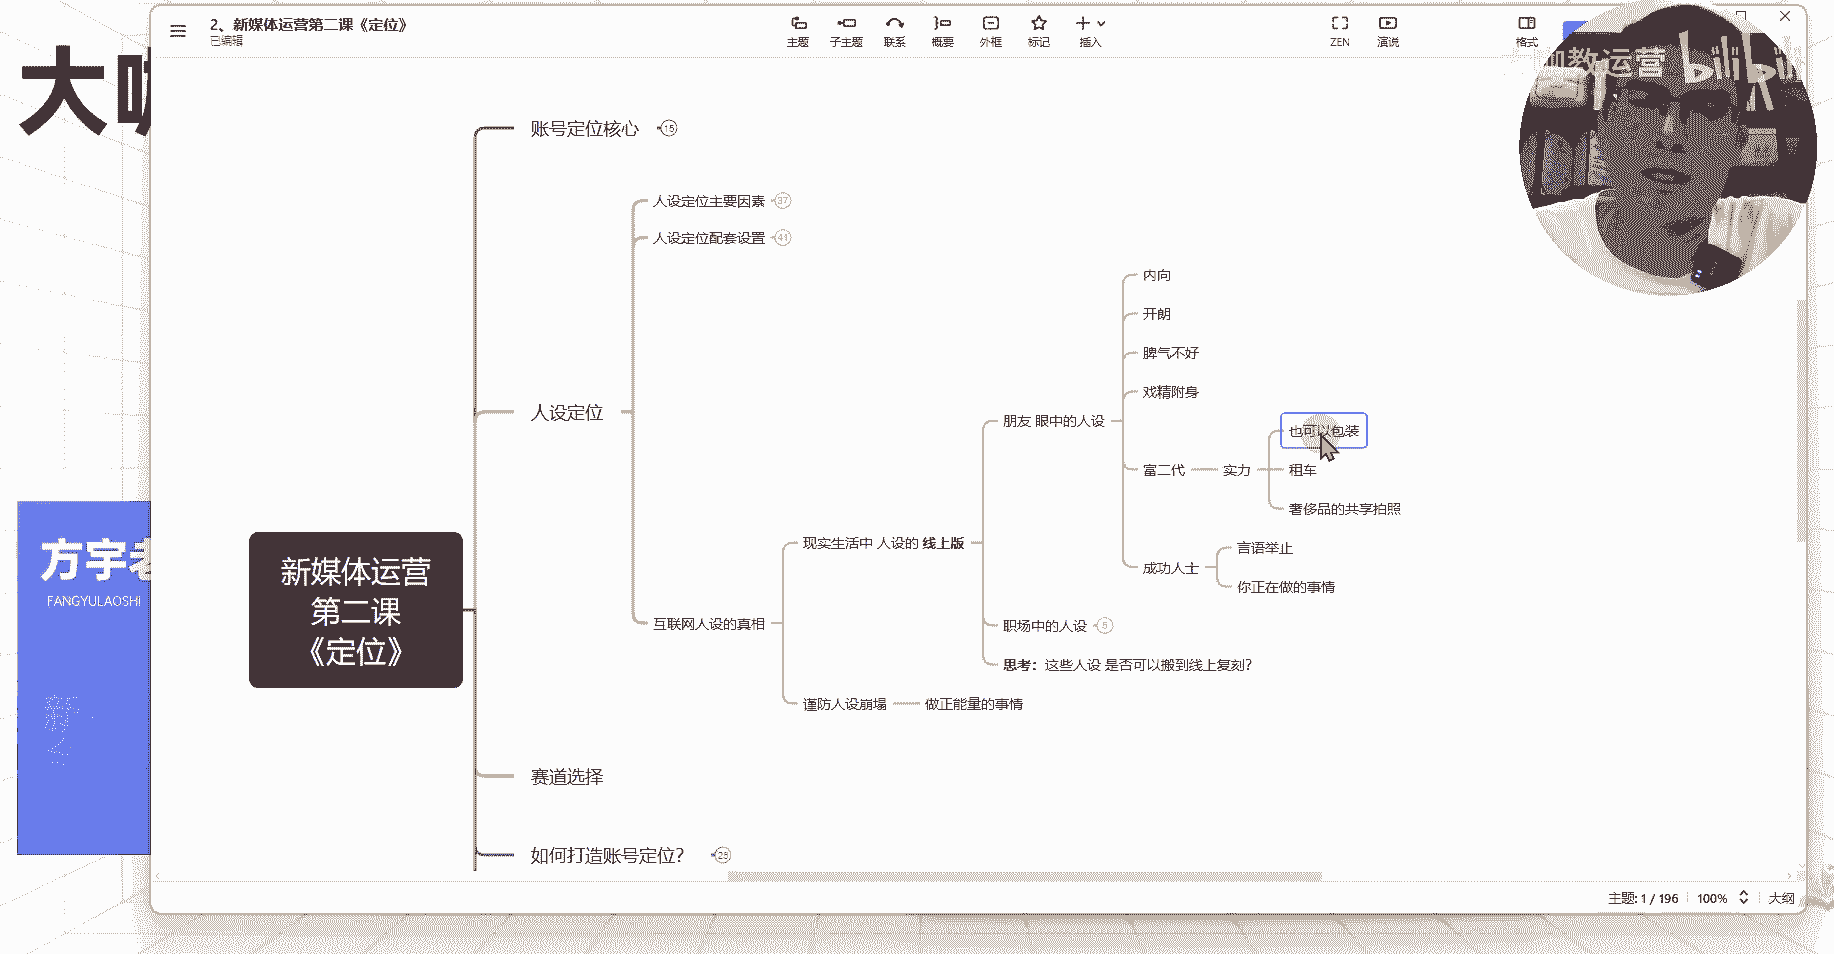 2、新媒体运营第二课《定位》
已编辑
主题
子主题
联系
概要
外框
标记
插入
ZEN
演说
格式
教运营 bilibili
大
账号定位核心 15
人设定位主要因素 37
人设定位配套设置 44
内向
开朗
脾气不好
戏精附身
人设定位
朋友 眼中的人设
也可以包装
富二代
实力
租车
奢侈品的共享拍照
现实生活中 人设的 线上版
言语举止
成功人士
你正在做的事情
方宇
FANGYULAOSHI
新媒体运营
第二课
《定位》
互联网人设的真相
职场中的人设 5
思考：这些人设 是否可以搬到线上复刻？
谨防人设崩塌
做正能量的事情
赛道选择
如何打造账号定位？ 28
主题: 1 / 196
100%
大纲